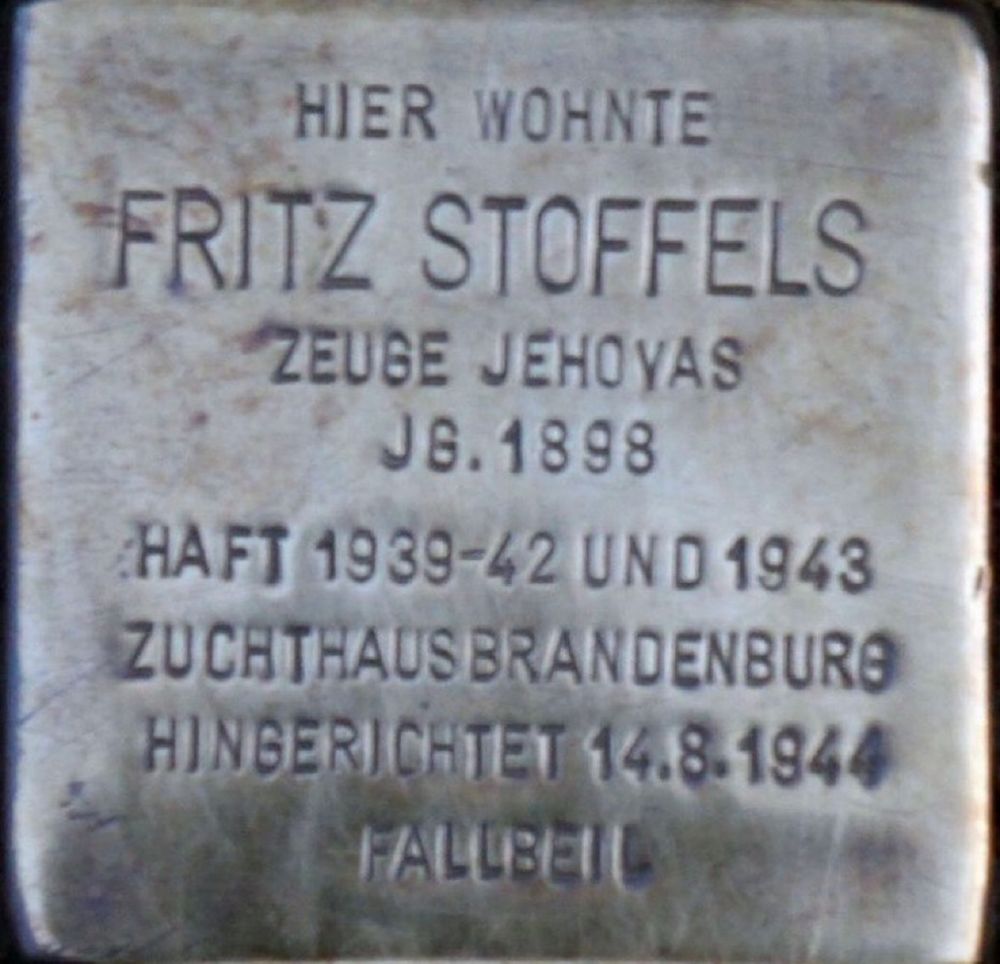 HIER WOHNTE
FRITZ STOFFELS
ZEUGE JEHOVAS
JG. 1898
HAFT 1939-42 UND 1943
ZUCHTHAUS BRANDENBURG
HINGERICHTET 14.8.1944
FALLBEIL